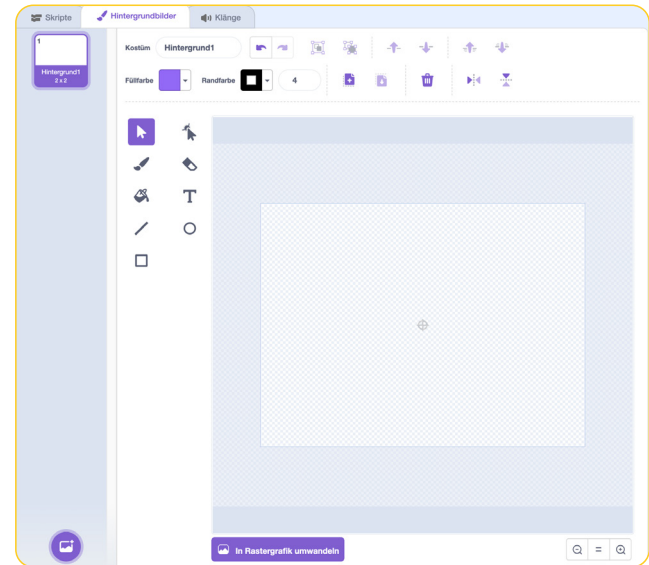 Skripte
Hintergrundbilder
Klänge
1
Hintergrund1
2 x 2
Kostüm
Hintergrund1
Füllfarbe
Randfarbe
4
T
In Rastergrafik umwandeln
=